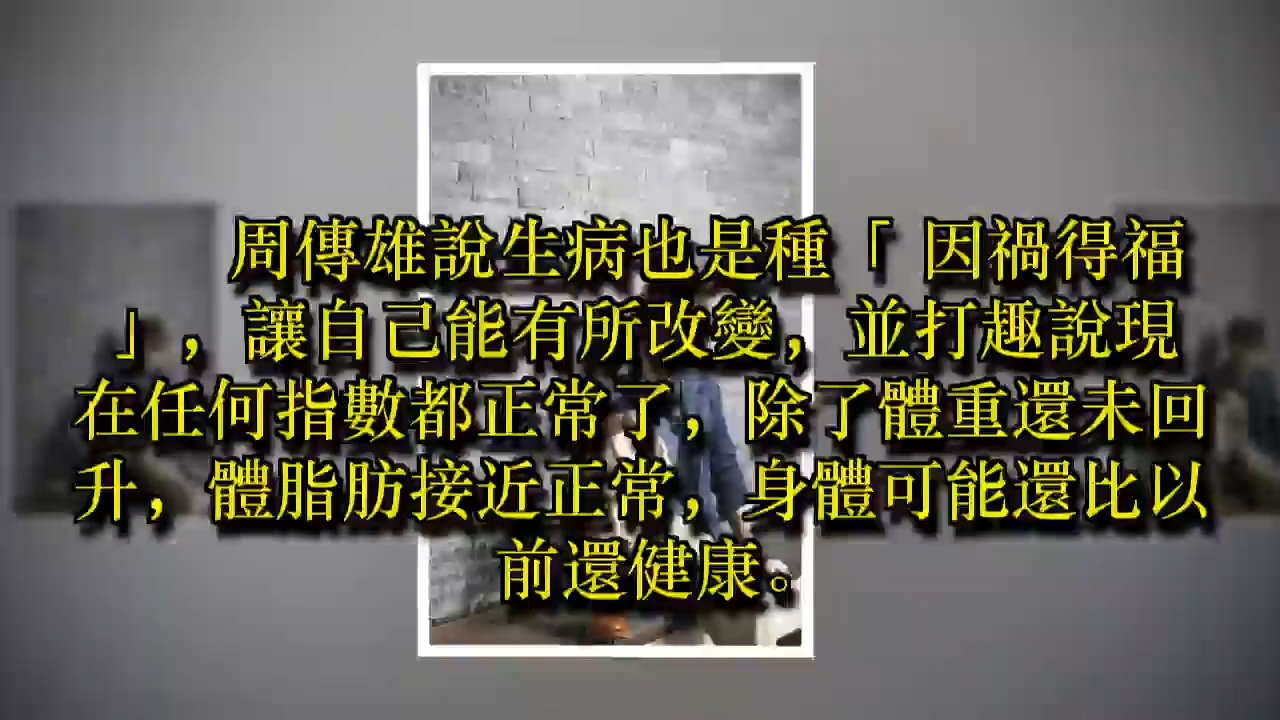 周傳雄說生病也是種「 因禍得福
」，讓自己能有所改變，並打趣說現
在任何指數都正常了，除了體重還未回
升，體脂肪接近正常，身體可能還比以
前還健康。